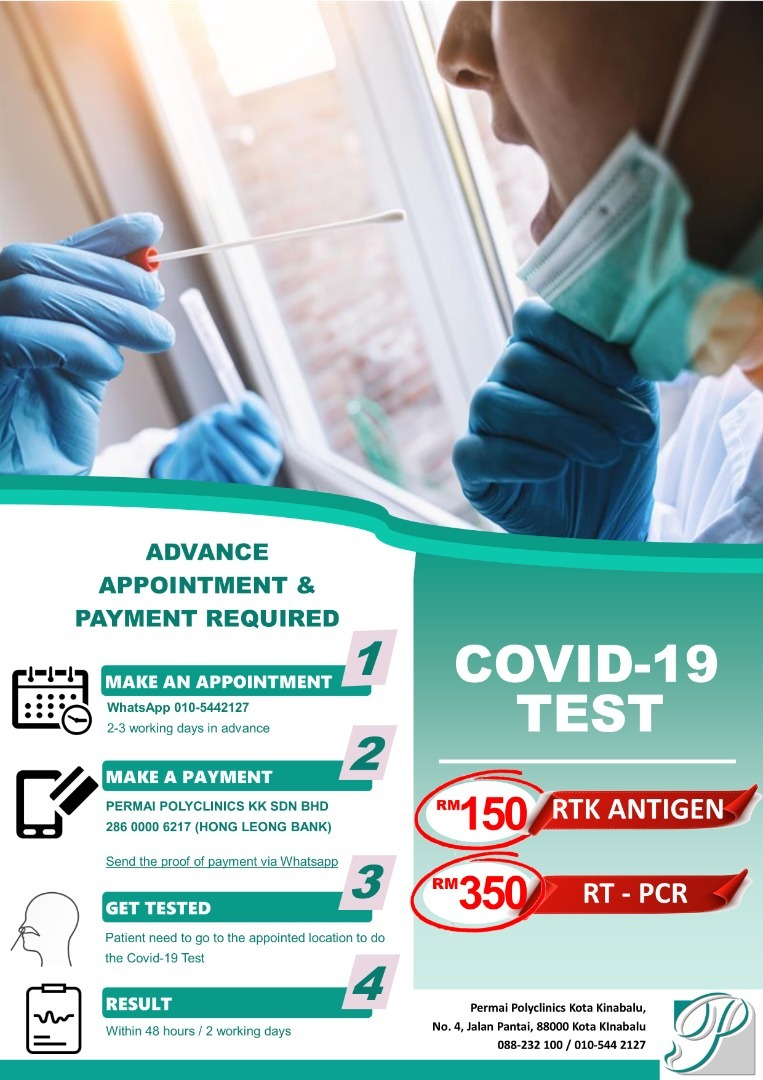 ADVANCE
APPOINTMENT &
PAYMENT REQUIRED
1
MAKE AN APPOINTMENT
WhatsApp 010-5442127
2-3 working days in advance
2
MAKE A PAYMENT
PERMAI POLYCLINICS KK SDN BHD
286 0000 6217 (HONG LEONG BANK)
Send the proof of payment via Whatsapp
3
GET TESTED
Patient need to go to the appointed location to do
the Covid-19 Test
4
RESULT
Within 48 hours / 2 working days
COVID-19
TEST
RM150 RTK ANTIGEN
RM350 RT - PCR
Permai Polyclinics Kota Kinabalu,
No. 4, Jalan Pantai, 88000 Kota KInabalu
088-232 100 / 010-544 2127
P